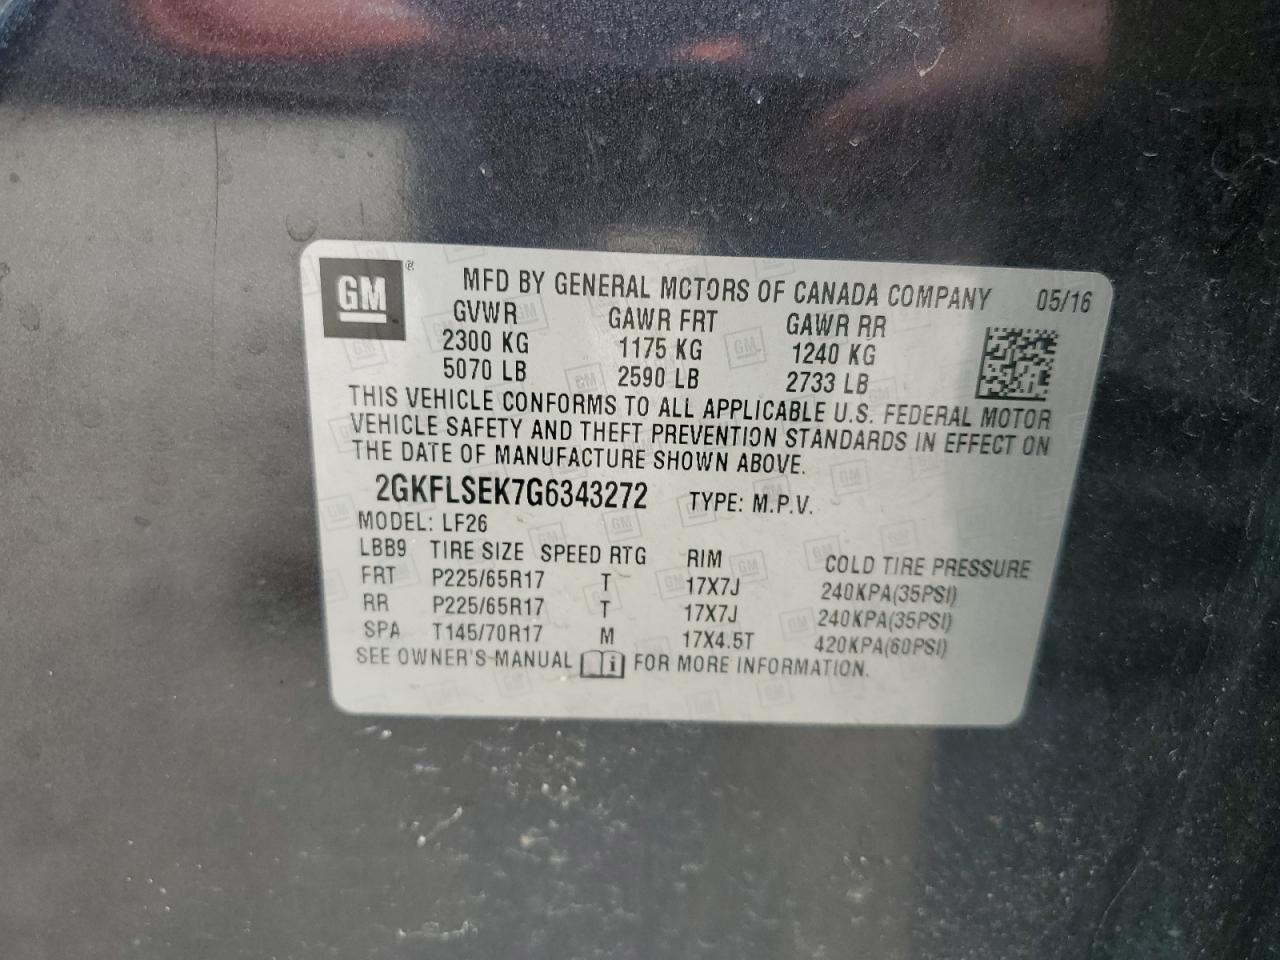 GM ®
MFD BY GENERAL MOTORS OF CANADA COMPANY 05/16
GVWR GAWR FRT GAWR RR
2300 KG 1175 KG 1240 KG
5070 LB 2590 LB 2733 LB
THIS VEHICLE CONFORMS TO ALL APPLICABLE U.S. FEDERAL MOTOR
VEHICLE SAFETY AND THEFT PREVENTION STANDARDS IN EFFECT ON
THE DATE OF MANUFACTURE SHOWN ABOVE.
2GKFLSEK7G6343272 TYPE: M.P.V.
MODEL: LF26
LBB9 TIRE SIZE SPEED RTG RIM COLD TIRE PRESSURE
FRT P225/65R17 T 17X7J 240KPA(35PSI)
RR P225/65R17 T 17X7J 240KPA(35PSI)
SPA T145/70R17 M 17X4.5T 420KPA(60PSI)
SEE OWNER'S MANUAL i FOR MORE INFORMATION.